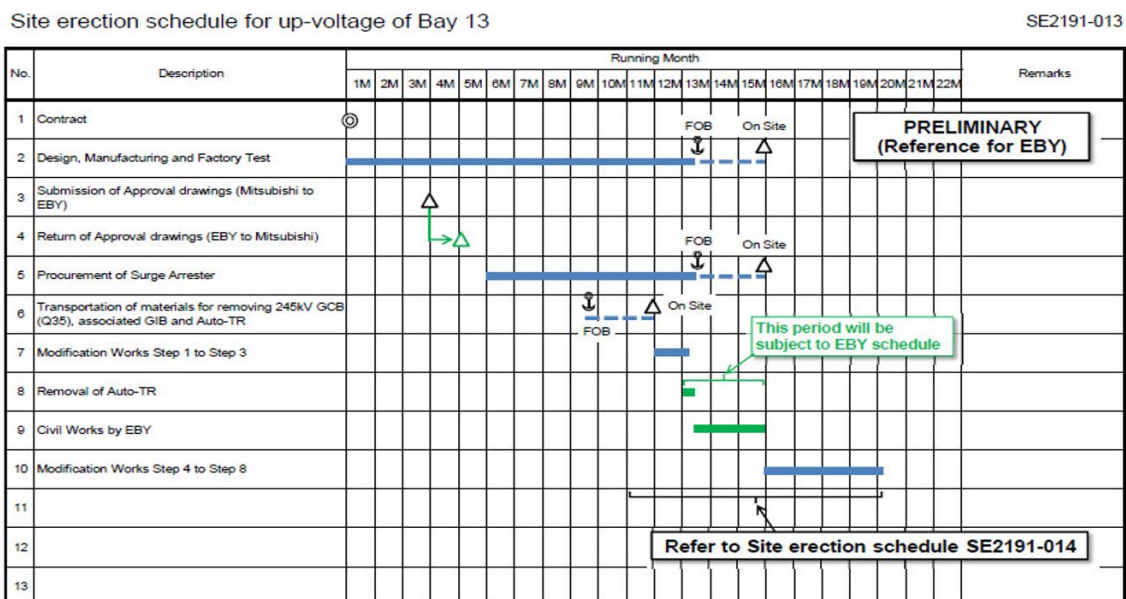 Site erection schedule for up-voltage of Bay 13
SE2191-013
No.
Description
Running Month
Remarks
1M 2M 3M 4M 5M 6M 7M 8M 9M 10M 11M 12M 13M 14M 15M 16M 17M 18M 19M 20M 21M 22M
1 Contract
FOB On Site
PRELIMINARY
(Reference for EBY)
2 Design, Manufacturing and Factory Test
3 Submission of Approval drawings (Mitsubishi to
EBY)
4 Return of Approval drawings (EBY to Mitsubishi)
FOB On Site
5 Procurement of Surge Arrester
6 Transportation of materials for removing 245kV GCB
(Q35), associated GIB and Auto-TR
On Site
FOB
This period will be
subject to EBY schedule
7 Modification Works Step 1 to Step 3
8 Removal of Auto-TR
9 Civil Works by EBY
10 Modification Works Step 4 to Step 8
11
12
Refer to Site erection schedule SE2191-014
13